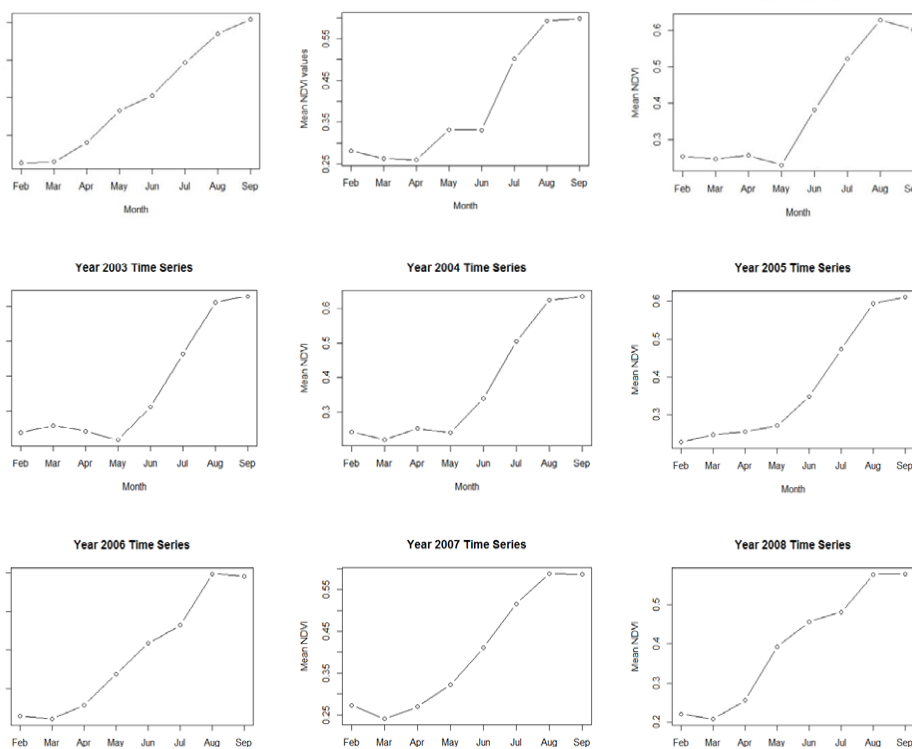 Mean NDVI values
0.25 0.35 0.45 0.55
Mean NDVI
0.3 0.5 0.6
Feb Mar Apr May Jun Jul Aug Sep
Feb Mar Apr May Jun Jul Aug Sep
Feb Mar Apr May Jun Jul Aug
Month
Month
Month
Year 2003 Time Series
Year 2004 Time Series
Year 2005 Time Series
Mean NDVI
0.3 0.5 0.6
Mean NDVI
0.3 0.5 0.6
Feb Mar Apr May Jun Jul Aug Sep
Feb Mar Apr May Jun Jul Aug Sep
Feb Mar Apr May Jun Jul Aug Sep
Month
Month
Month
Year 2006 Time Series
Year 2007 Time Series
Year 2008 Time Series
Mean NDVI
0.25 0.35 0.45 0.55
Mean NDVI
0.2 0.3 0.4 0.5
Feb Mar Apr May Jun Jul Aug Sep
Feb Mar Apr May Jun Jul Aug Sep
Feb Mar Apr May Jun Jul Aug Sep